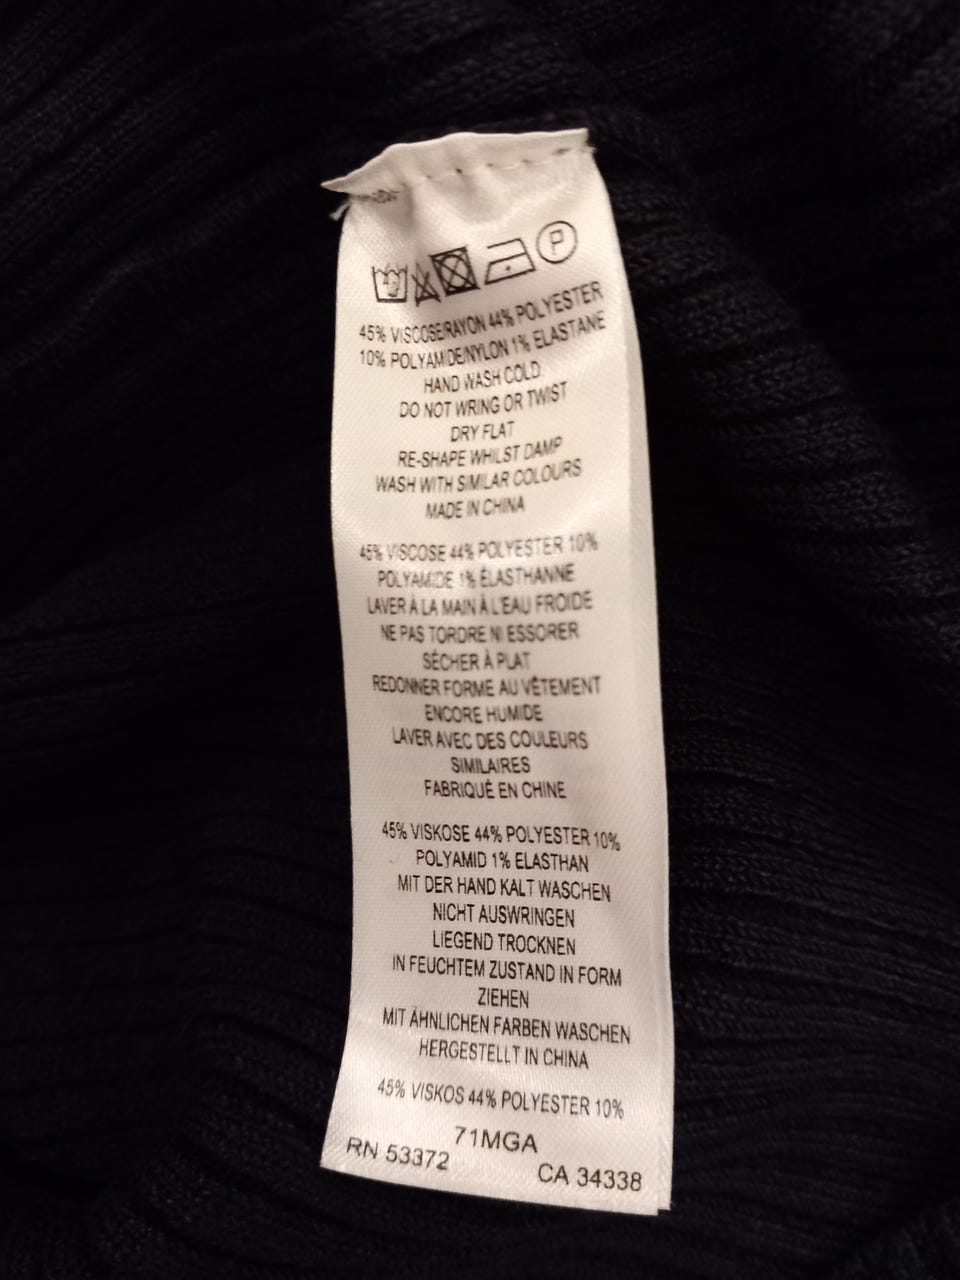 P
45% VISCOSE/RAYON 44% POLYESTER
10% POLYAMIDE/NYLON 1% ELASTANE
HAND WASH COLD
DO NOT WRING OR TWIST
DRY FLAT
RE-SHAPE WHILST DAMP
WASH WITH SIMILAR COLOURS
MADE IN CHINA
45% VISCOSE 44% POLYESTER 10%
POLYAMIDE 1% ÉLASTHANNE
LAVER À LA MAIN À L'EAU FROIDE
NE PAS TORDRE NI ESSORER
SÉCHER À PLAT
REDONNER FORME AU VÊTEMENT
ENCORE HUMIDE
LAVER AVEC DES COULEURS
SIMILAIRES
FABRIQUÉ EN CHINE
45% VISKOSE 44% POLYESTER 10%
POLYAMID 1% ELASTHAN
MIT DER HAND KALT WASCHEN
NICHT AUSWRINGEN
LIEGEND TROCKNEN
IN FEUCHTEM ZUSTAND IN FORM
ZIEHEN
MIT ÄHNLICHEN FARBEN WASCHEN
HERGESTELLT IN CHINA
45% VISKOS 44% POLYESTER 10%
71MGA
RN 53372 CA 34338